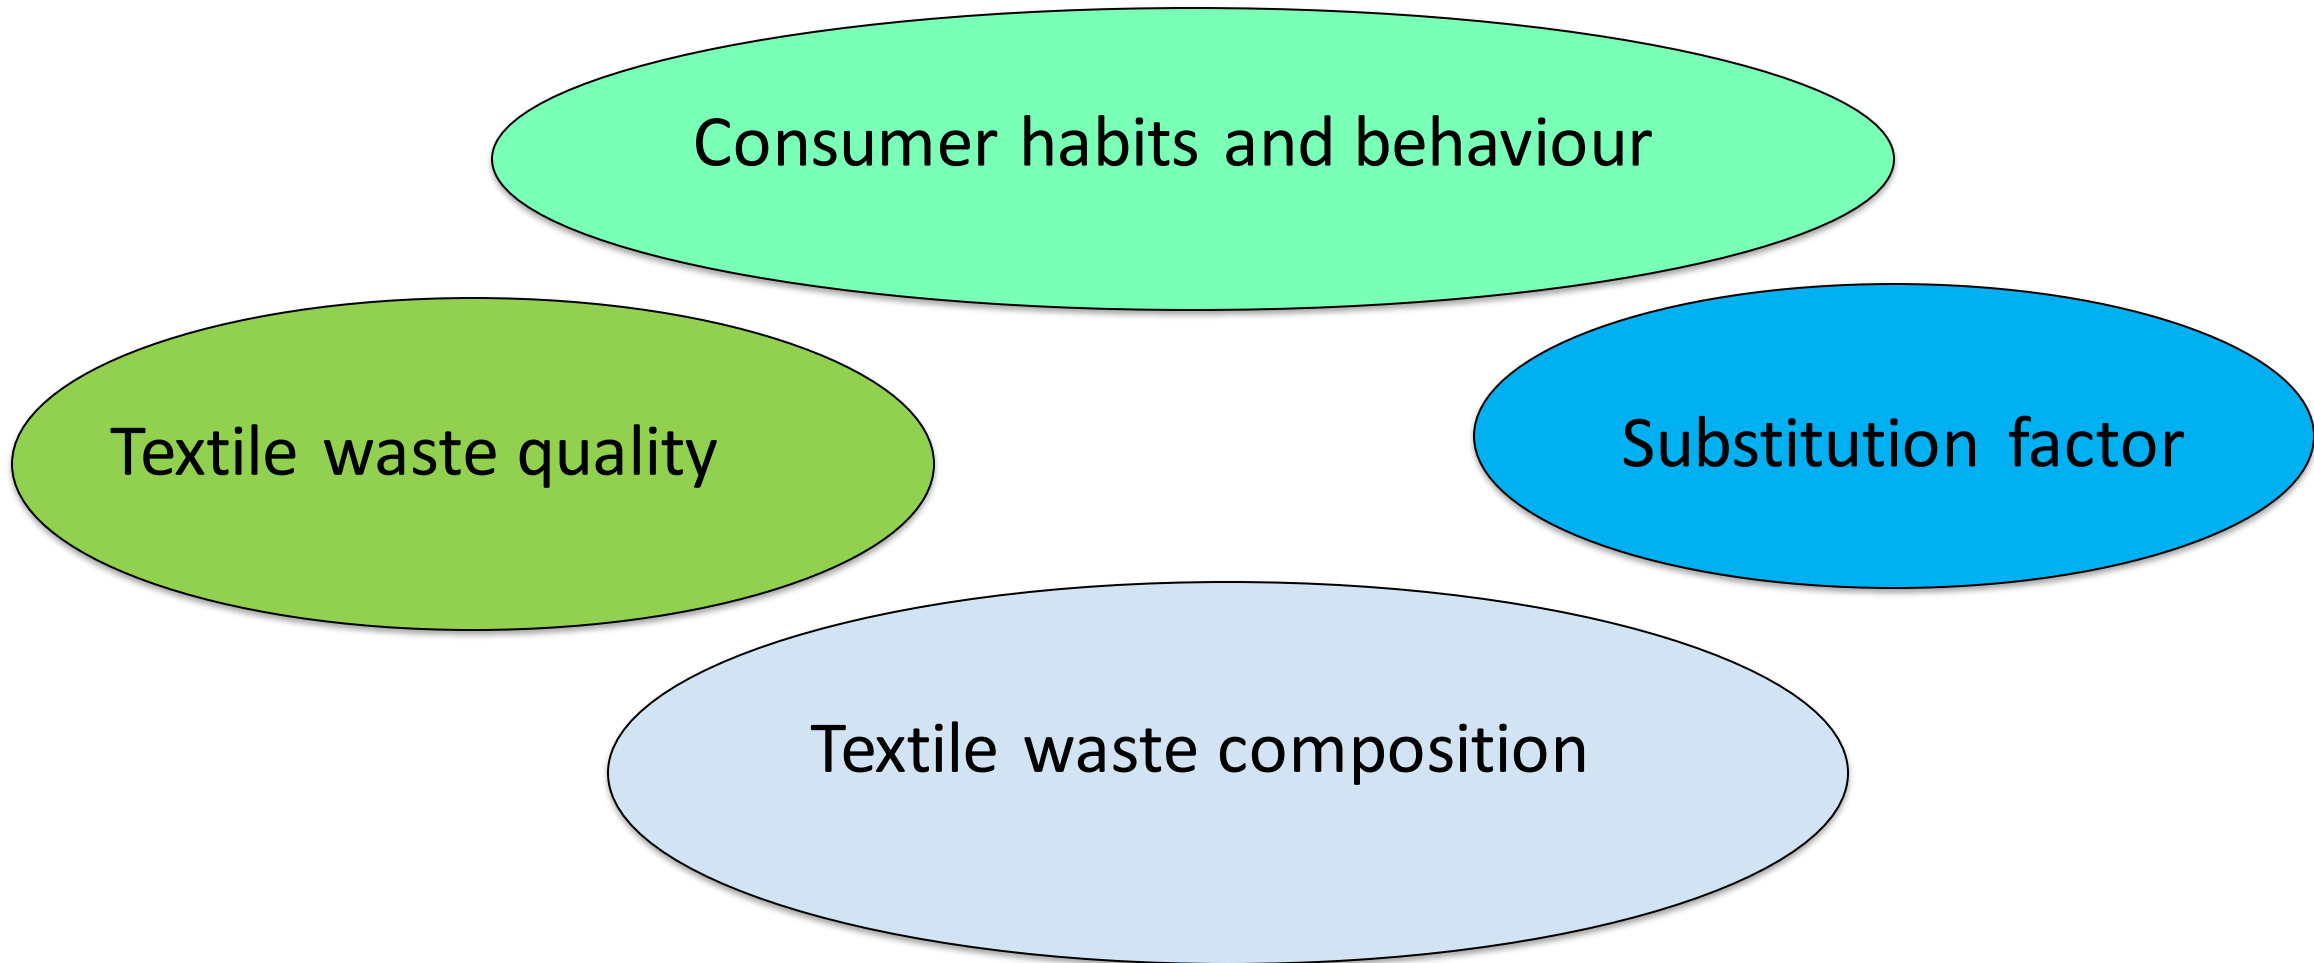 Consumer habits and behaviour
Textile waste quality
Substitution factor
Textile waste composition